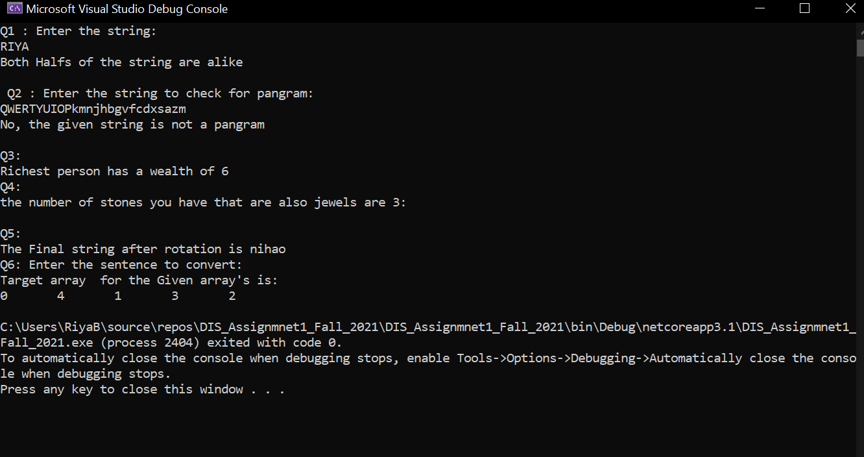 Microsoft Visual Studio Debug Console
Q1 : Enter the string:
RIYA
Both Halfs of the string are alike
Q2 : Enter the string to check for pangram:
QWERTYUIOPkmnjhbgvfcdxsazm
No, the given string is not a pangram
Q3:
Richest person has a wealth of 6
Q4:
the number of stones you have that are also jewels are 3:
Q5:
The Final string after rotation is nihao
Q6: Enter the sentence to convert:
Target array  for the Given array's is:
0 4 1 3 2
C:\Users\RiyaB\source\repos\DIS_Assignmnet1_Fall_2021\DIS_Assignmnet1_Fall_2021\bin\Debug\netcoreapp3.1\DIS_Assignmnet1_
Fall_2021.exe (process 2404) exited with code 0.
To automatically close the console when debugging stops, enable Tools->Options->Debugging->Automatically close the conso
le when debugging stops.
Press any key to close this window . . .